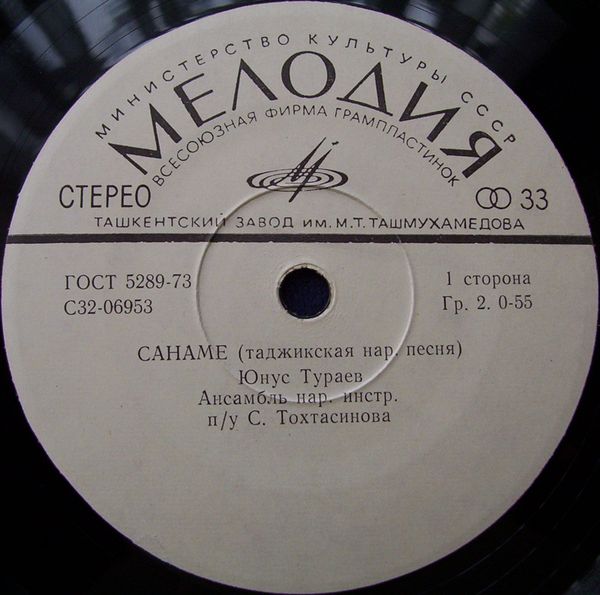 МИНИСТЕРСТВО КУЛЬТУРЫ СССР
МЕЛОДИЯ
ВСЕСОЮЗНАЯ ФИРМА ГРАМПЛАСТИНОК
СТЕРЕО 33
ТАШКЕНТСКИЙ ЗАВОД ИМ. М.Т. ТАШМУХАМЕДОВА
ГОСТ 5289-73 1 сторона
С32-06953 Гр. 2. 0-55
САНАМЕ (таджикская нар. песня)
Юнус Тураев
Ансамбль нар. инстр.
п/у С. Тохтасинова